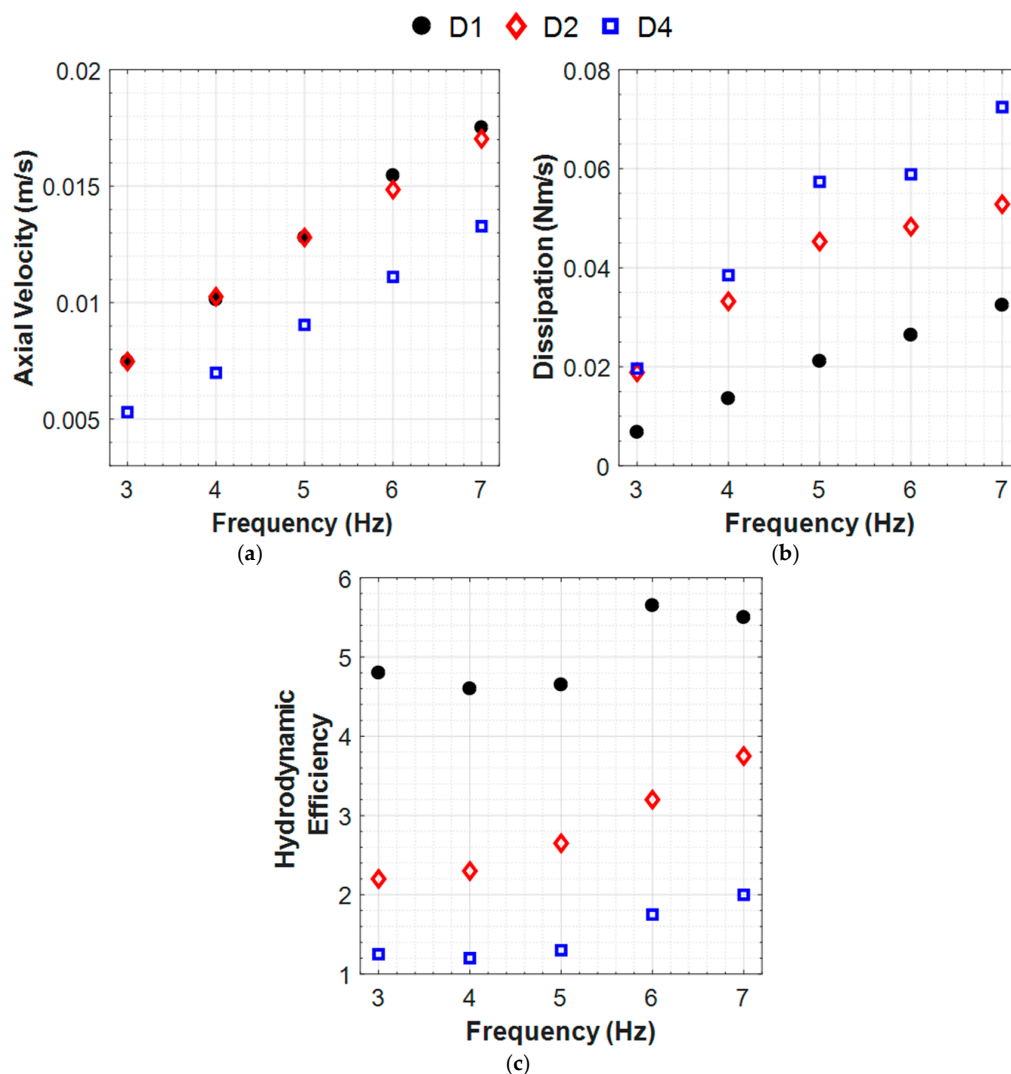 D1 D2 D4
0.02
0.015
0.01
0.005
Axial Velocity (m/s)
3 4 5 6 7
Frequency (Hz)
(a)
0.08
0.06
0.04
0.02
0
Dissipation (Nm/s)
3 4 5 6 7
Frequency (Hz)
(b)
6
5
4
3
2
1
Hydrodynamic
Efficiency
3 4 5 6 7
Frequency (Hz)
(c)